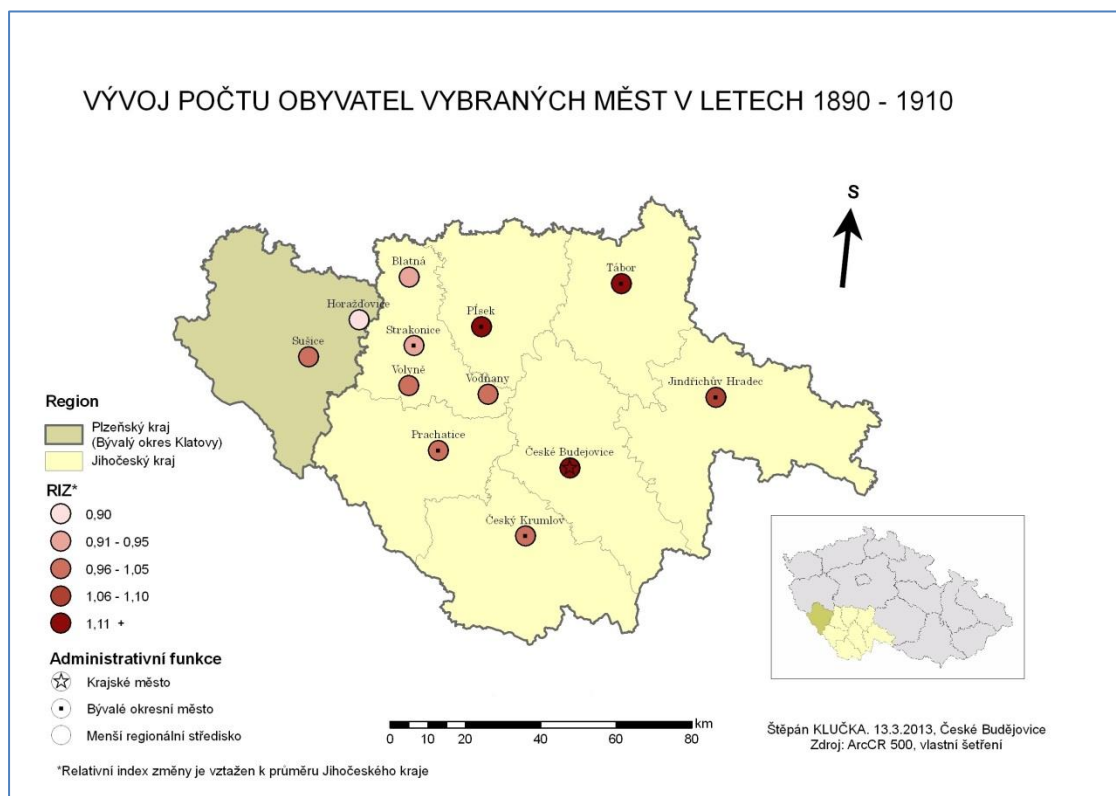 VÝVOJ POČTU OBYVATEL VYBRANÝCH MĚST V LETECH 1890 - 1910
S
Blatná
Tábor
Horažďovice
Písek
Strakonice
Sušice
Volyně
Vodňany
Jindřichův Hradec
Prachatice
České Budejovice
Český Krumlov
Region
Plzeňský kraj
(Bývalý okres Klatovy)
Jihočeský kraj
RIZ*
0,90
0,91 - 0,95
0,96 - 1,05
1,06 - 1,10
1,11 +
Administrativní funkce
Krajské město
Bývalé okresní město
Menší regionální středisko
km
0 10 20 40 60 80
Štěpán KLUČKA. 13.3.2013, České Budějovice
Zdroj: ArcCR 500, vlastní šetření
*Relativní index změny je vztažen k průměru Jihočeského kraje